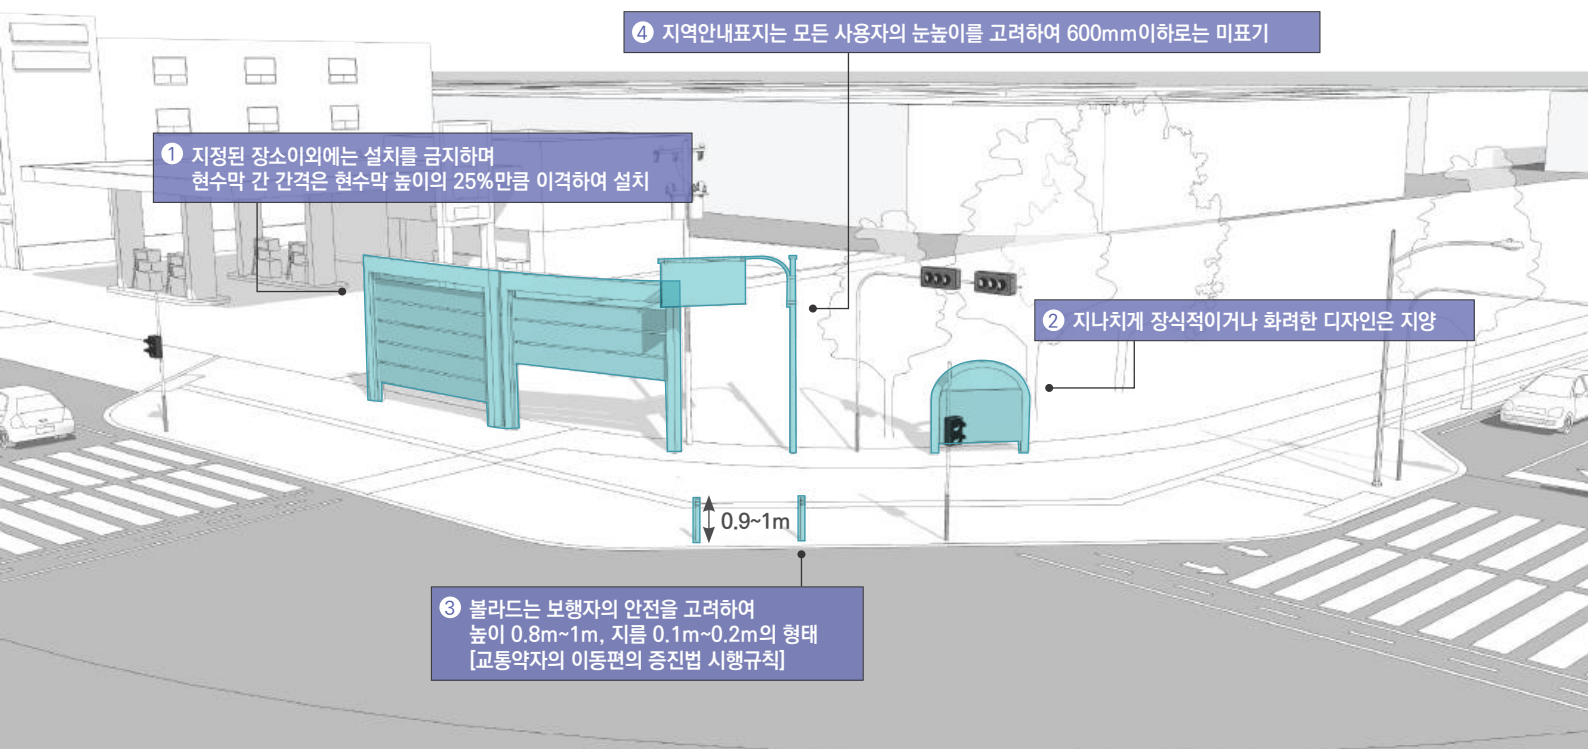 ④ 지역안내표지는 모든 사용자의 눈높이를 고려하여 600mm이하로는 미표기
① 지정된 장소이외에는 설치를 금지하며
현수막 간 간격은 현수막 높이의 25%만큼 이격하여 설치
② 지나치게 장식적이거나 화려한 디자인은 지양
0.9~1m
③ 볼라드는 보행자의 안전을 고려하여
높이 0.8m~1m, 지름 0.1m~0.2m의 형태
[교통약자의 이동편의 증진법 시행규칙]